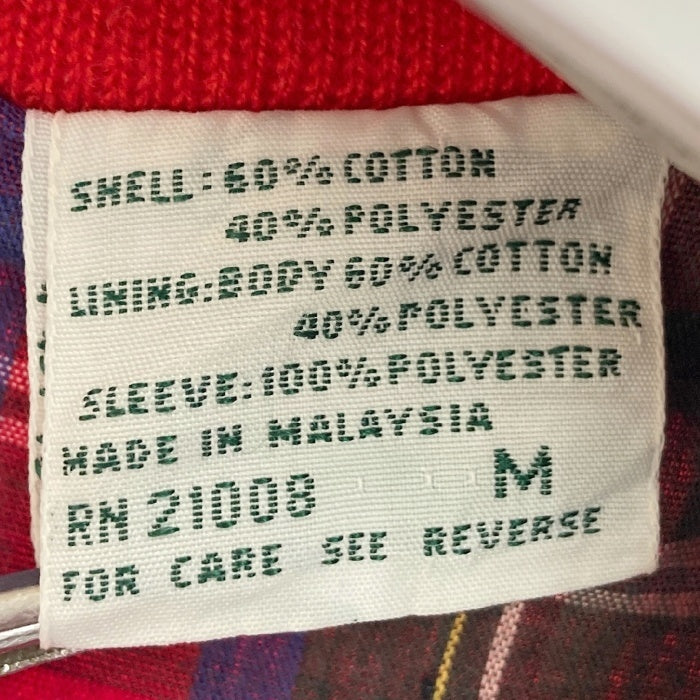 SHELL: 60% COTTON
40% POLYESTER
LINING: BODY 60% COTTON
40% POLYESTER
SLEEVE: 100% POLYESTER
MADE IN MALAYSIA
RN 21008 M
FOR CARE SEE REVERSE